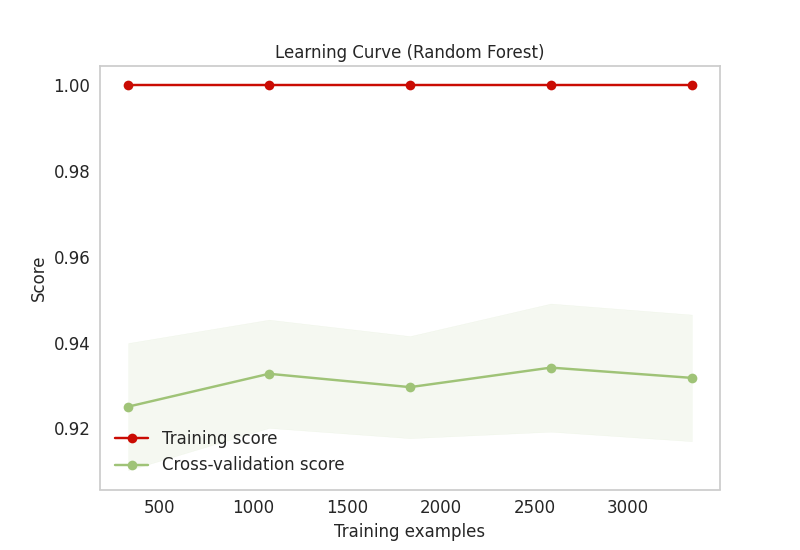 Learning Curve (Random Forest)
1.00
0.98
0.96
0.94
0.92
Score
Training score
Cross-validation score
500 1000 1500 2000 2500 3000
Training examples